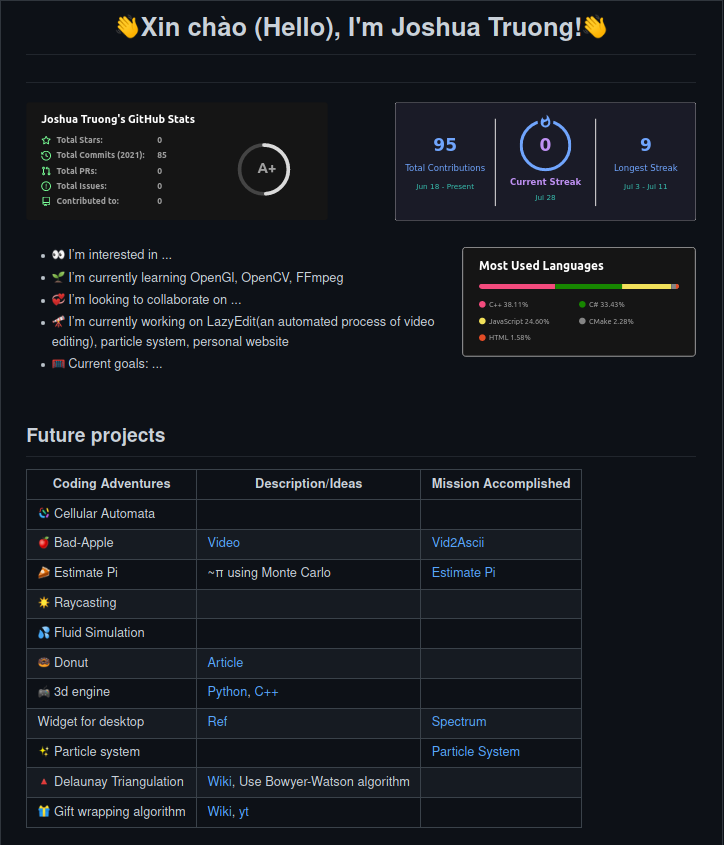 👋Xin chào (Hello), I'm Joshua Truong!👋
Joshua Truong's GitHub Stats
Total Stars: 0
Total Commits (2021): 85
Total PRs: 0
Total Issues: 0
Contributed to: 0
A+
95
Total Contributions
Jun 18 - Present
0
Current Streak
Jul 28
9
Longest Streak
Jul 3 - Jul 11
👀 I'm interested in ...
🌱 I'm currently learning OpenGl, OpenCV, FFmpeg
💞️ I'm looking to collaborate on ...
🔭 I'm currently working on LazyEdit(an automated process of video
editing), particle system, personal website
🥅 Current goals: ...
Most Used Languages
C++ 38.11% C# 33.43%
JavaScript 24.60% CMake 2.28%
HTML 1.58%
Future projects
Coding Adventures Description/Ideas Mission Accomplished
Cellular Automata
🍎 Bad-Apple Video Vid2Ascii
🥧 Estimate Pi ~π using Monte Carlo Estimate Pi
☀️ Raycasting
💦 Fluid Simulation
🍩 Donut Article
🎮 3d engine Python, C++
Widget for desktop Ref Spectrum
✨ Particle system Particle System
🔺 Delaunay Triangulation Wiki, Use Bowyer-Watson algorithm
🎁 Gift wrapping algorithm Wiki, yt